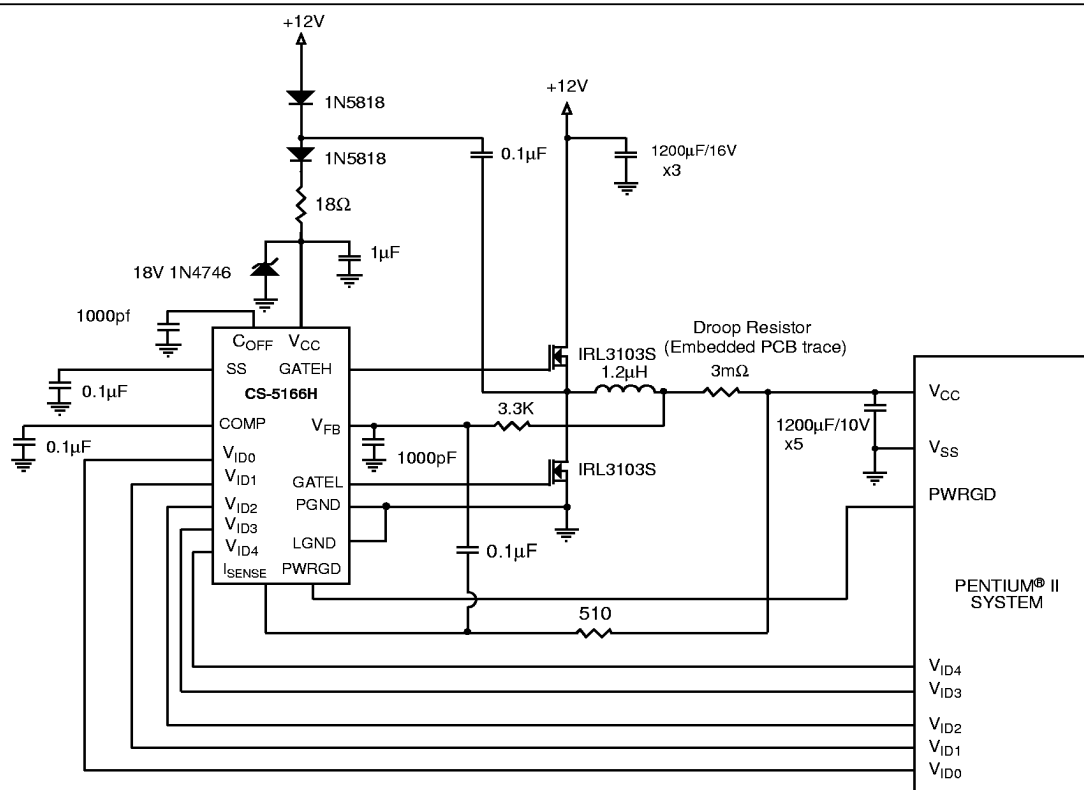 +12V
1N5818
+12V
1N5818
0.1µF
1200µF/16V
x3
18Ω
18V 1N4746
1µF
1000pf
Droop Resistor
(Embedded PCB trace)
COFF
VCC
SS
GATEH
IRL3103S
1.2µH
3mΩ
0.1µF
CS-5166H
VCC
COMP
VFB
3.3K
1200µF/10V
x5
0.1µF
1000pF
VSS
VID0
VID1
GATEL
IRL3103S
VID2
PGND
PWRGD
VID3
VID4
LGND
0.1µF
ISENSE
PWRGD
PENTIUM® II
SYSTEM
510
VID4
VID3
VID2
VID1
VID0